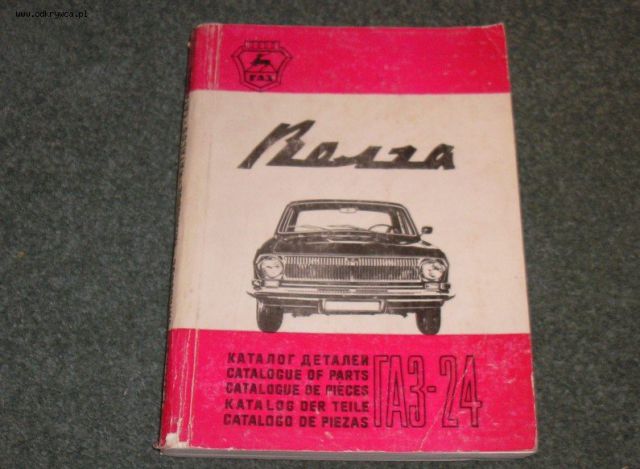 www.odkrywca.pl
ГАЗ
Волга
КАТАЛОГ ДЕТАЛЕЙ
CATALOGUE OF PARTS
CATALOGUE DE PIÈCES
KATALOG DER TEILE
CATALOGO DE PIEZAS
ГАЗ-24